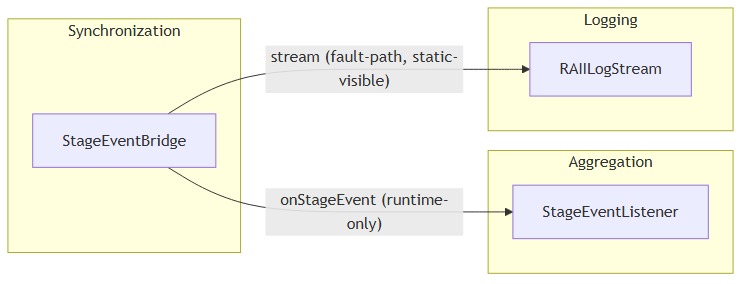 Synchronization
StageEventBridge
stream (fault-path, static-
visible)
onStageEvent (runtime-
only)
Logging
RAIILogStream
Aggregation
StageEventListener